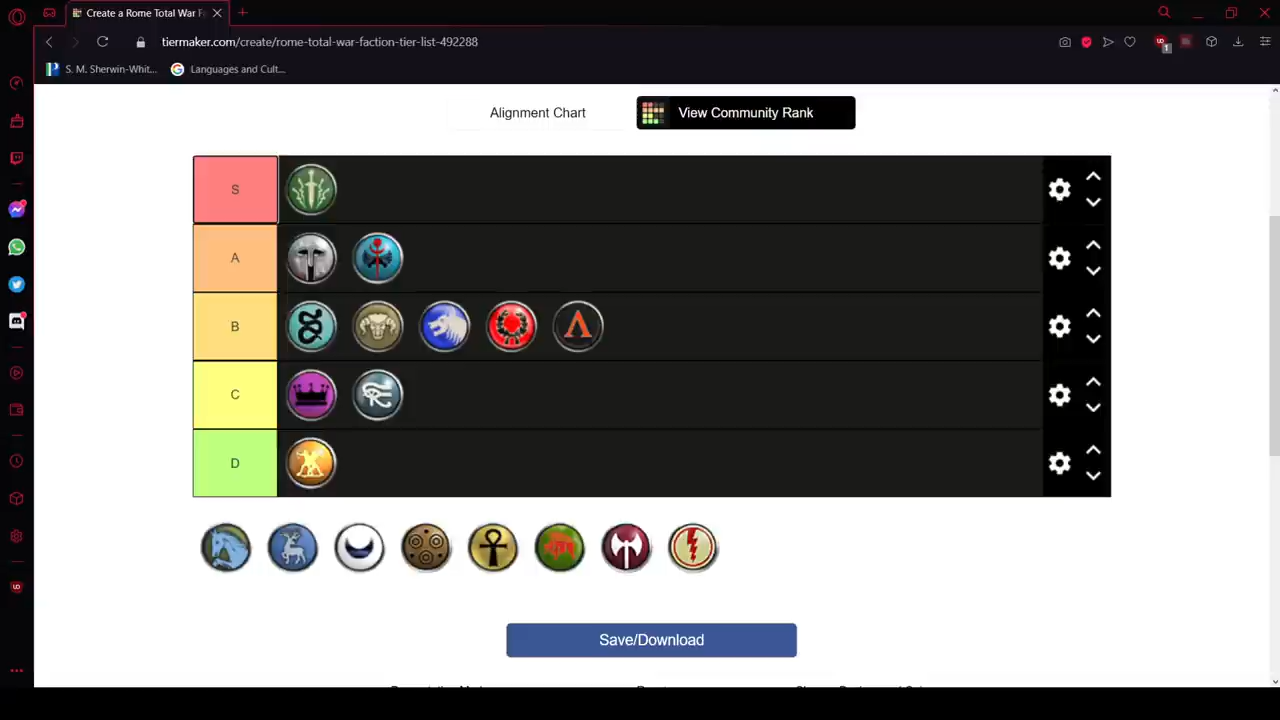 Create a Rome Total War F
tiermaker.com/create/rome-total-war-faction-tier-list-492288
1
S. M. Sherwin-Whit...
Languages and Cult...
Alignment Chart
View Community Rank
S
A
B
C
D
Save/Download